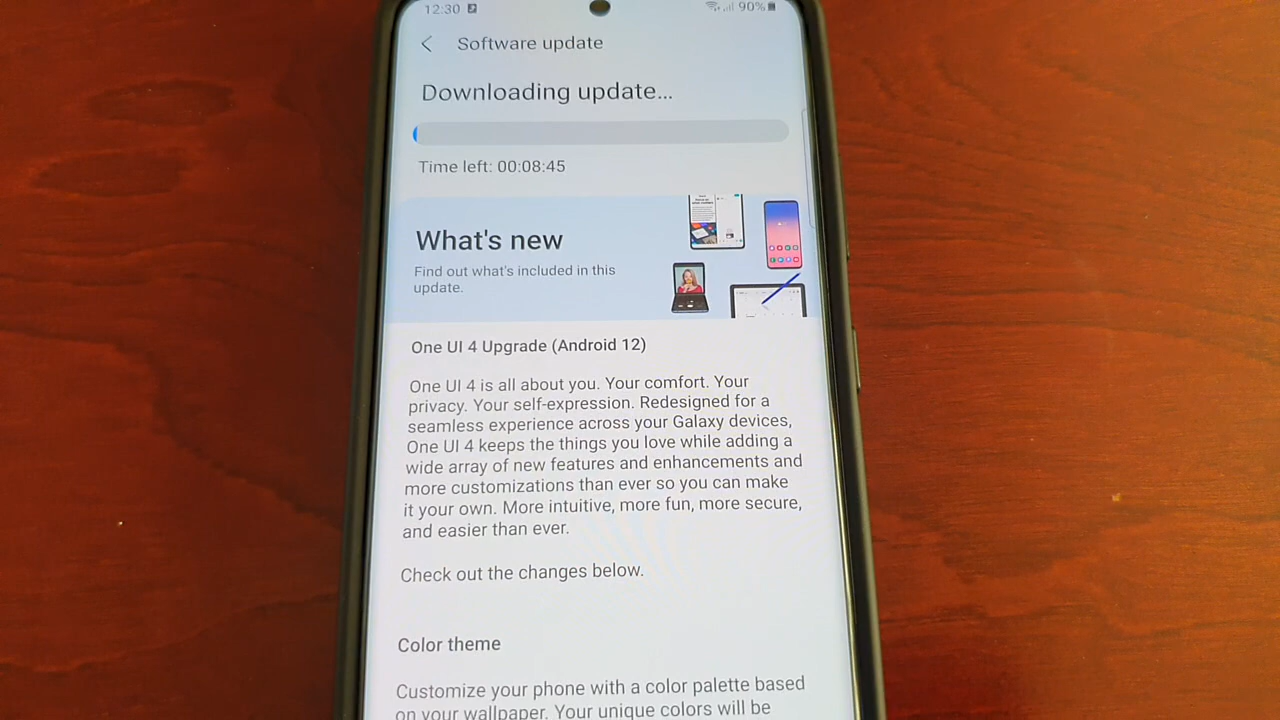 12:30 90%
Software update
Downloading update...
Time left: 00:08:45
What's new
Find out what's included in this
update.
One UI 4 Upgrade (Android 12)
One UI 4 is all about you. Your comfort. Your
privacy. Your self-expression. Redesigned for a
seamless experience across your Galaxy devices,
One UI 4 keeps the things you love while adding a
wide array of new features and enhancements and
more customizations than ever so you can make
it your own. More intuitive, more fun, more secure,
and easier than ever.
Check out the changes below.
Color theme
Customize your phone with a color palette based
on your wallpaper. Your unique colors will be